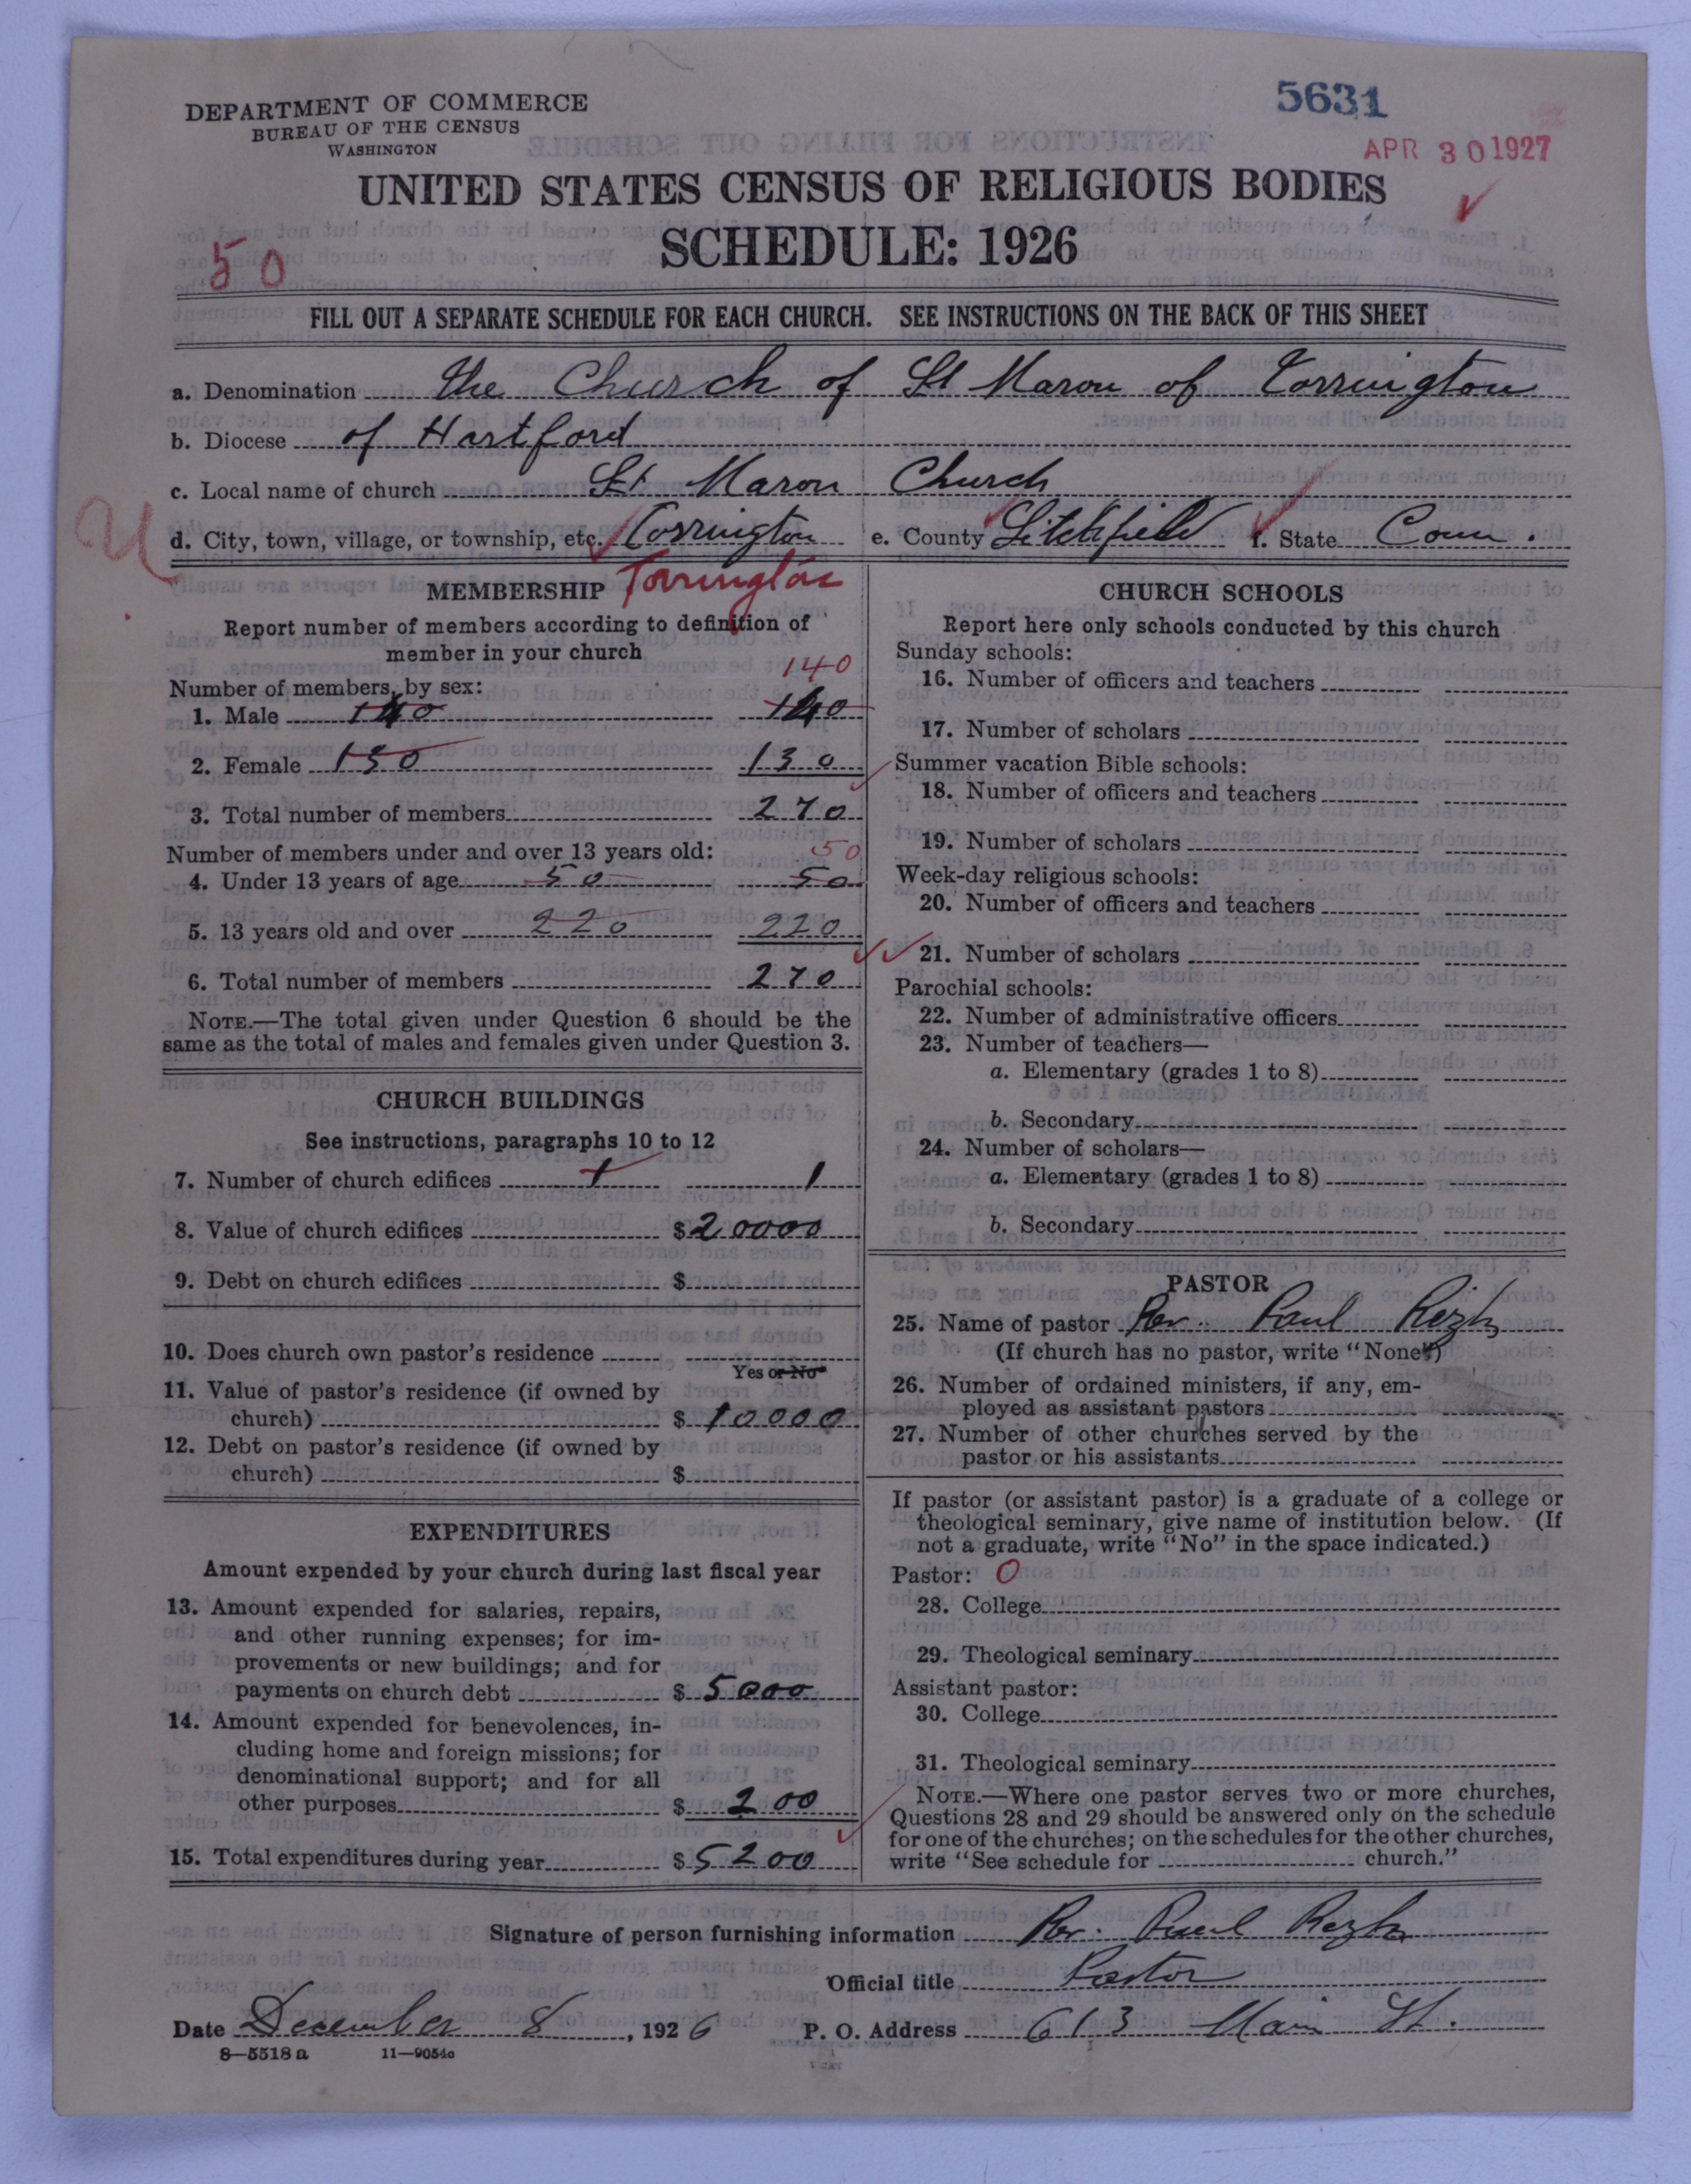 5631
DEPARTMENT OF COMMERCE
BUREAU OF THE CENSUS
WASHINGTON
APR 30 1927
UNITED STATES CENSUS OF RELIGIOUS BODIES
SCHEDULE: 1926
50
FILL OUT A SEPARATE SCHEDULE FOR EACH CHURCH. SEE INSTRUCTIONS ON THE BACK OF THIS SHEET
a. Denomination The Church of St Maron of Torrington
b. Diocese of Hartford
c. Local name of church St Maron Church
U
d. City, town, village, or township, etc. Torrington e. County Litchfield f. State Conn.
MEMBERSHIP Torrington
Report number of members according to definition of
member in your church
140
Number of members, by sex:
1. Male 140 140
2. Female 130 130
3. Total number of members 270
Number of members under and over 13 years old: 50
4. Under 13 years of age 50 50
5. 13 years old and over 220 220
6. Total number of members 270
NOTE.—The total given under Question 6 should be the
same as the total of males and females given under Question 3.
CHURCH BUILDINGS
See instructions, paragraphs 10 to 12
7. Number of church edifices 1 1
8. Value of church edifices $20000
9. Debt on church edifices $
10. Does church own pastor's residence
Yes or No
11. Value of pastor's residence (if owned by
church) $10000
12. Debt on pastor's residence (if owned by
church) $
EXPENDITURES
Amount expended by your church during last fiscal year
13. Amount expended for salaries, repairs,
and other running expenses; for im-
provements or new buildings; and for
payments on church debt $5000
14. Amount expended for benevolences, in-
cluding home and foreign missions; for
denominational support; and for all
other purposes $200
15. Total expenditures during year $5200
CHURCH SCHOOLS
Report here only schools conducted by this church
Sunday schools:
16. Number of officers and teachers
17. Number of scholars
Summer vacation Bible schools:
18. Number of officers and teachers
19. Number of scholars
Week-day religious schools:
20. Number of officers and teachers
21. Number of scholars
Parochial schools:
22. Number of administrative officers
23. Number of teachers—
a. Elementary (grades 1 to 8)
b. Secondary
24. Number of scholars—
a. Elementary (grades 1 to 8)
b. Secondary
PASTOR
25. Name of pastor Rev. Paul Rizk
(If church has no pastor, write "None")
26. Number of ordained ministers, if any, em-
ployed as assistant pastors
27. Number of other churches served by the
pastor or his assistants
If pastor (or assistant pastor) is a graduate of a college or
theological seminary, give name of institution below. (If
not a graduate, write "No" in the space indicated.)
Pastor: 0
28. College
29. Theological seminary
Assistant pastor:
30. College
31. Theological seminary
NOTE.—Where one pastor serves two or more churches,
Questions 28 and 29 should be answered only on the schedule
for one of the churches; on the schedules for the other churches,
write "See schedule for church."
Signature of person furnishing information Rev. Paul Rizk
Official title Pastor
Date December 8, 1926 P. O. Address 613 Main St.
8—5518a 11—9054a